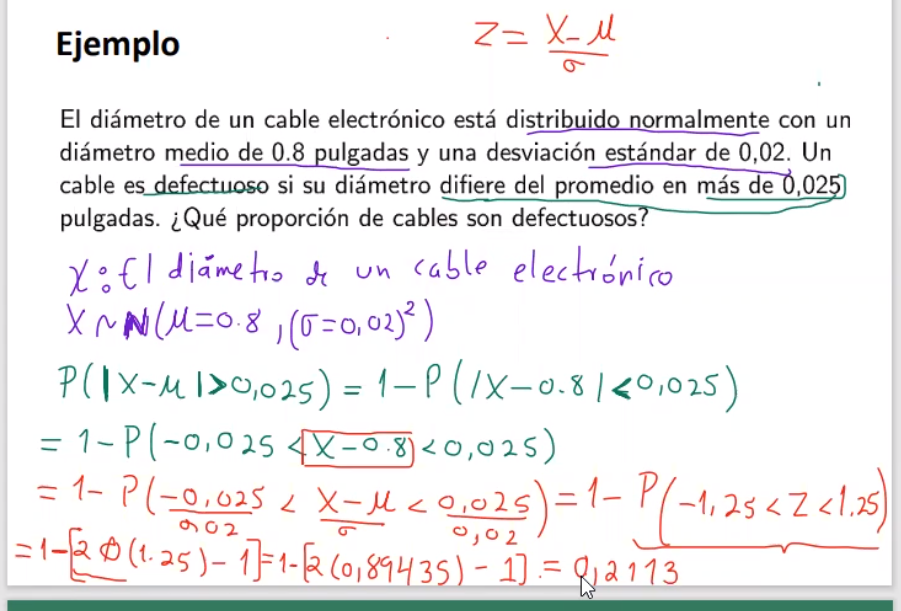 Ejemplo
Z = (X - μ)/σ
El diámetro de un cable electrónico está distribuido normalmente con un
diámetro medio de 0.8 pulgadas y una desviación estándar de 0,02. Un
cable es defectuoso si su diámetro difiere del promedio en más de 0,025
pulgadas. ¿Qué proporción de cables son defectuosos?
X: El diámetro de un cable electrónico
X ~ N(μ=0.8, (σ=0,02)²)
P(|X-μ|>0,025) = 1-P(|X-0.8|<0,025)
= 1-P(-0,025 < X-0.8 < 0,025)
= 1- P(-0,025/0,02 < (X-μ)/σ < 0,025/0,02) = 1- P(-1,25 < Z < 1.25)
= 1-[2 Φ(1.25)-1] = 1-[2(0,89435)-1] = 0,2113